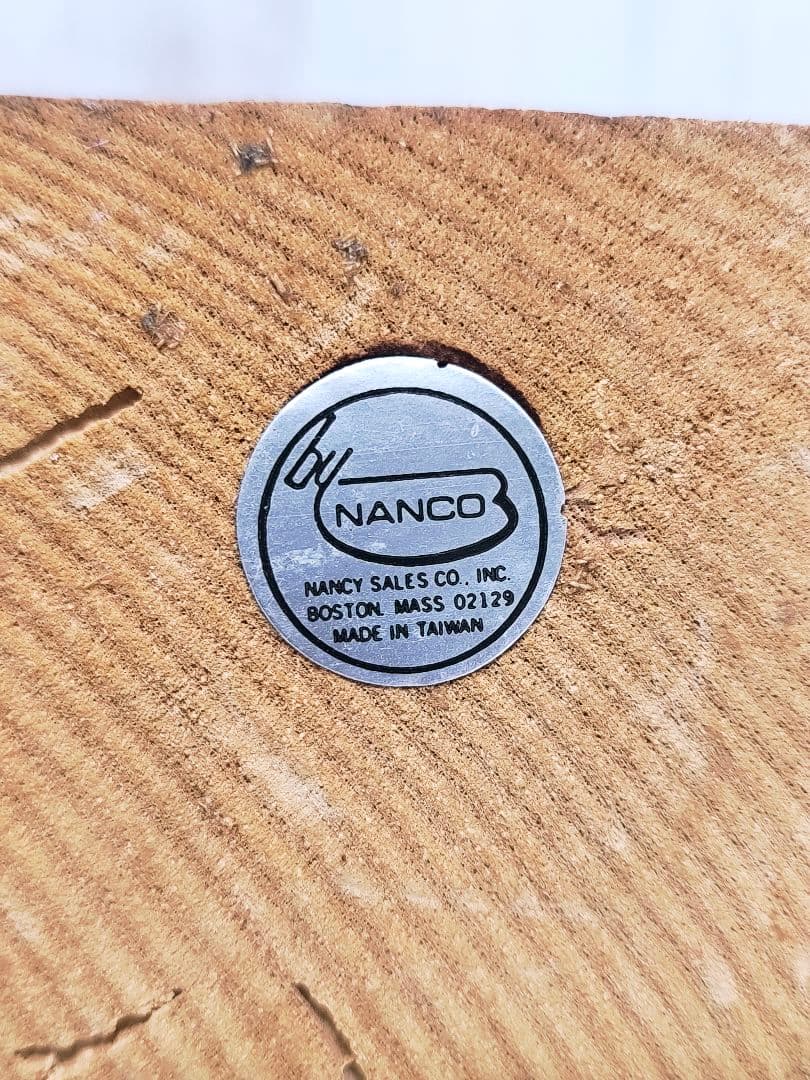 by
NANCO
NANCY SALES CO., INC.
BOSTON. MASS 02129
MADE IN TAIWAN